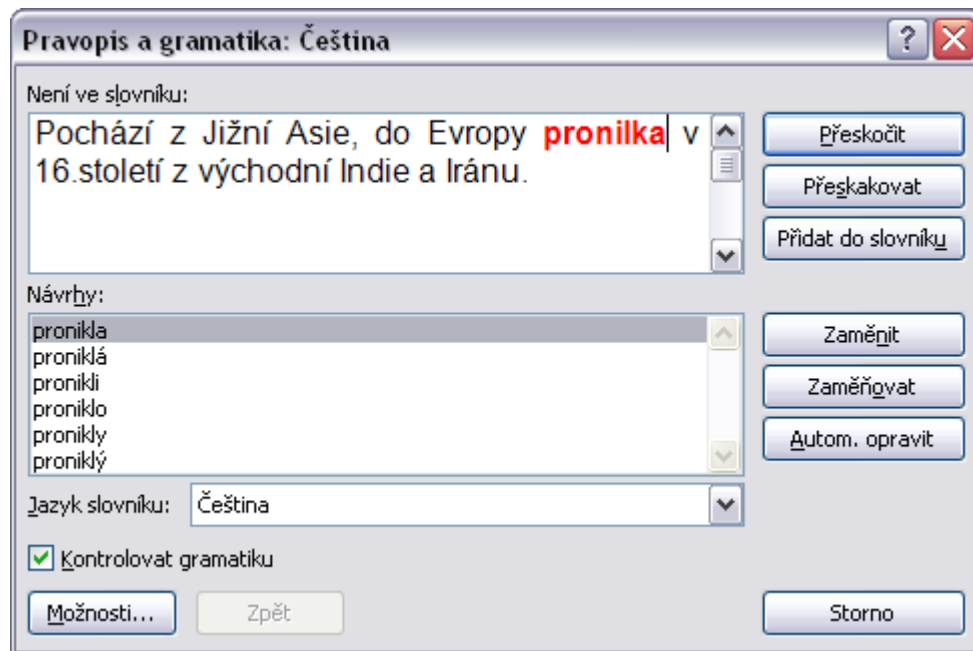 Pravopis a gramatika: Čeština
Není ve slovníku:
Pochází z Jižní Asie, do Evropy pronilka v
16.století z východní Indie a Iránu.
Přeskočit
Přeskakovat
Přidat do slovníku
Návrhy:
pronikla
proniklá
pronikli
proniklo
pronikly
proniklý
Zaměnit
Zaměňovat
Autom. opravit
Jazyk slovníku:
Čeština
Kontrolovat gramatiku
Možnosti...
Zpět
Storno